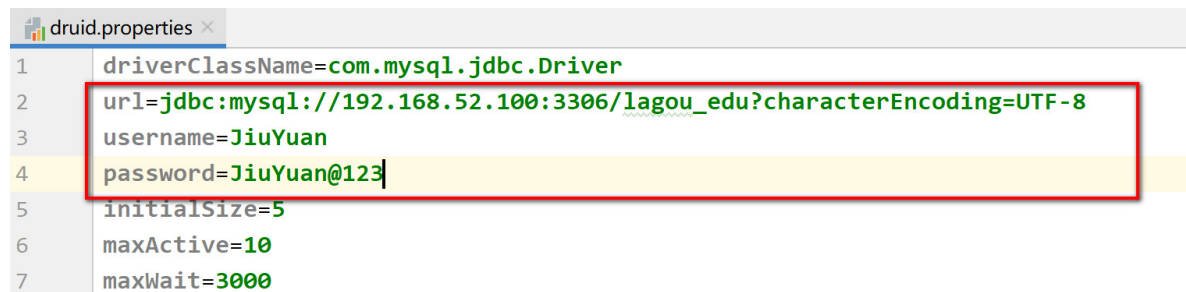 druid.properties
1 driverClassName=com.mysql.jdbc.Driver
2 url=jdbc:mysql://192.168.52.100:3306/lagou_edu?characterEncoding=UTF-8
3 username=JiuYuan
4 password=JiuYuan@123
5 initialSize=5
6 maxActive=10
7 maxWait=3000